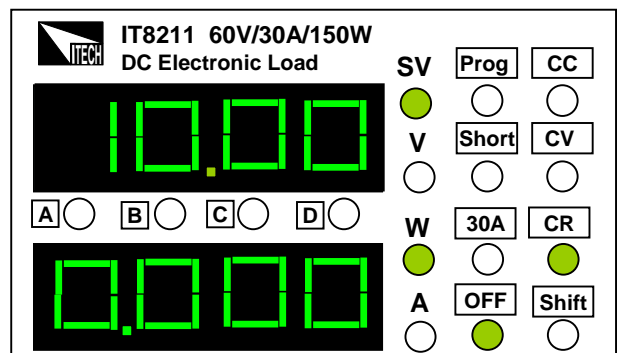 ITECH
IT8211 60V/30A/150W
DC Electronic Load
SV Prog CC
10.00
V Short CV
A B C D
W 30A CR
0.000
A OFF Shift